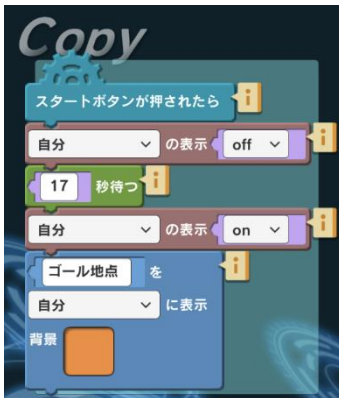 Copy
スタートボタンが押されたら i
自分 の表示 off i
17 秒待つ i
自分 の表示 on i
ゴール地点 を i
自分 に表示
背景